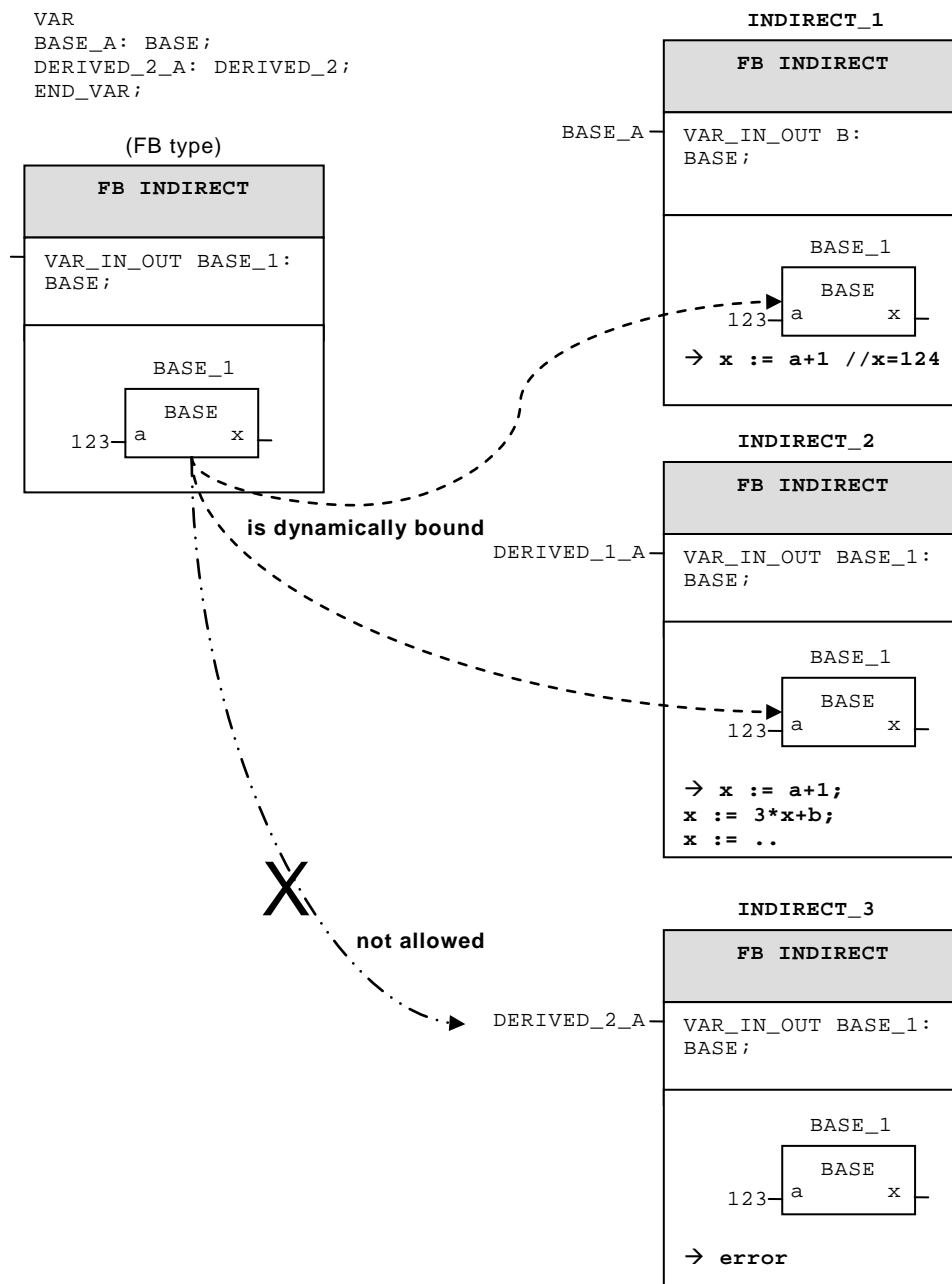 VAR
BASE_A: BASE;
DERIVED_2_A: DERIVED_2;
END_VAR;
(FB type)
FB INDIRECT
VAR_IN_OUT BASE_1:
BASE;
BASE_1
BASE
123 a x
is dynamically bound
X
not allowed
INDIRECT_1
FB INDIRECT
BASE_A
VAR_IN_OUT B:
BASE;
BASE_1
BASE
123 a x
→ x := a+1 //x=124
INDIRECT_2
FB INDIRECT
DERIVED_1_A
VAR_IN_OUT BASE_1:
BASE;
BASE_1
BASE
123 a x
→ x := a+1;
x := 3*x+b;
x := ..
INDIRECT_3
FB INDIRECT
DERIVED_2_A
VAR_IN_OUT BASE_1:
BASE;
BASE_1
BASE
123 a x
→ error